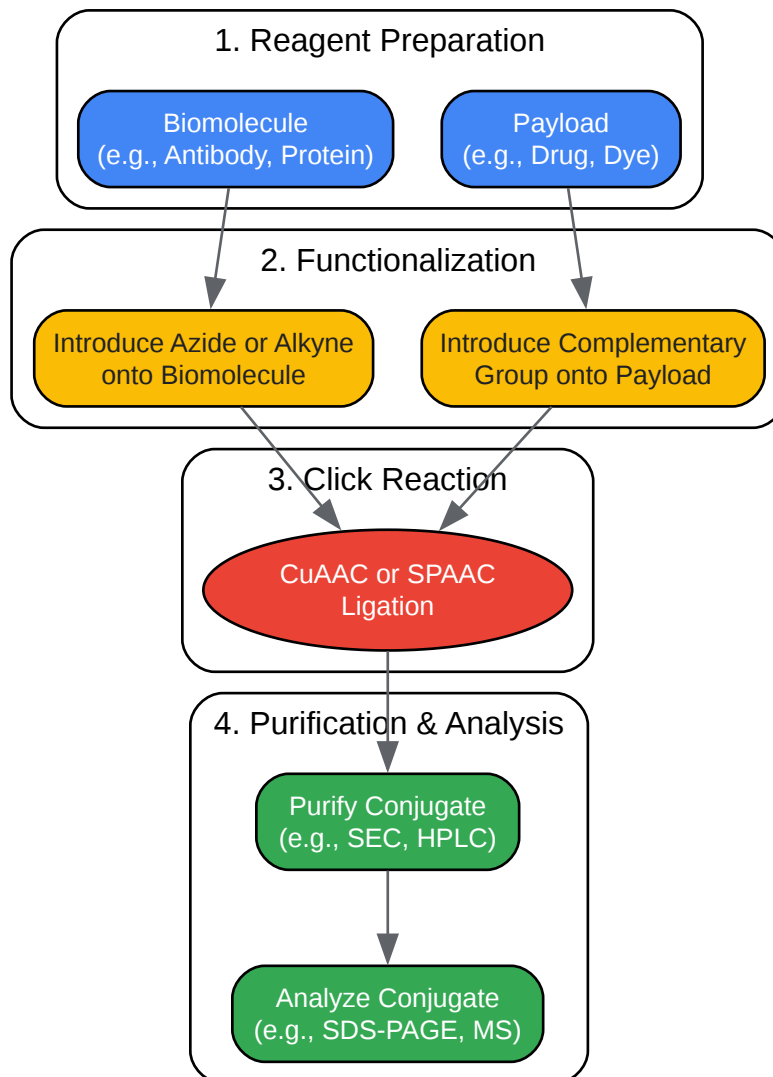 1. Reagent Preparation
Biomolecule
(e.g., Antibody, Protein)
Payload
(e.g., Drug, Dye)
2. Functionalization
Introduce Azide or Alkyne
onto Biomolecule
Introduce Complementary
Group onto Payload
3. Click Reaction
CuAAC or SPAAC
Ligation
4. Purification & Analysis
Purify Conjugate
(e.g., SEC, HPLC)
Analyze Conjugate
(e.g., SDS-PAGE, MS)